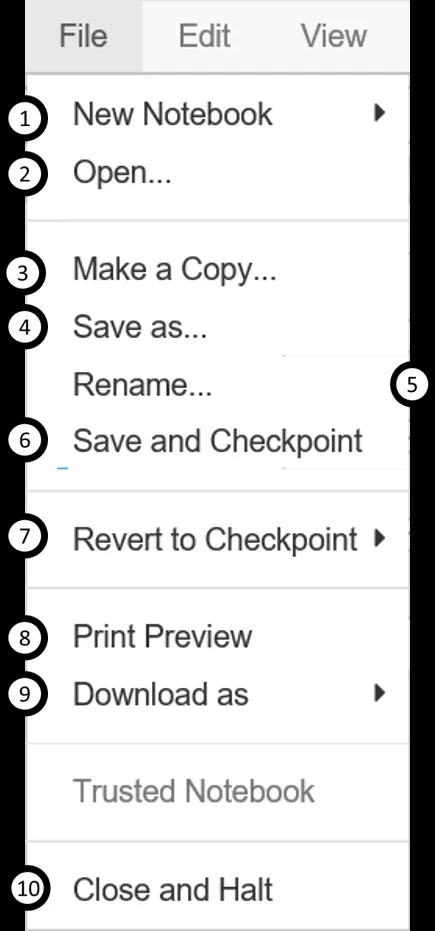 File Edit View
1 New Notebook
2 Open...
3 Make a Copy...
4 Save as...
Rename... 5
6 Save and Checkpoint
7 Revert to Checkpoint
8 Print Preview
9 Download as
Trusted Notebook
10 Close and Halt